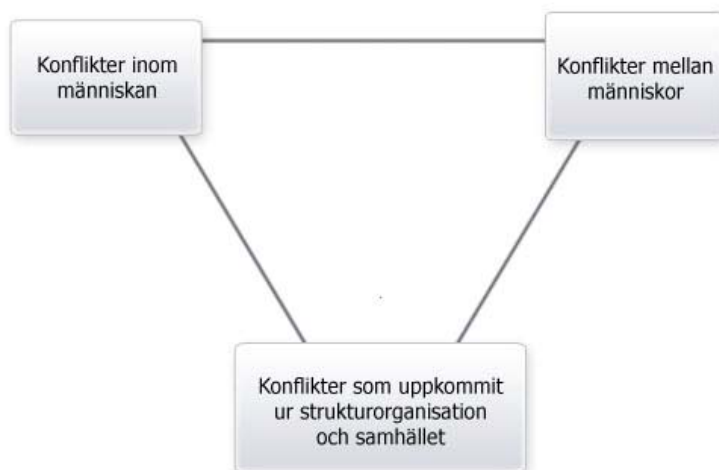 Konflikter inom
människan
Konflikter mellan
människor
Konflikter som uppkommit
ur strukturorganisation
och samhället